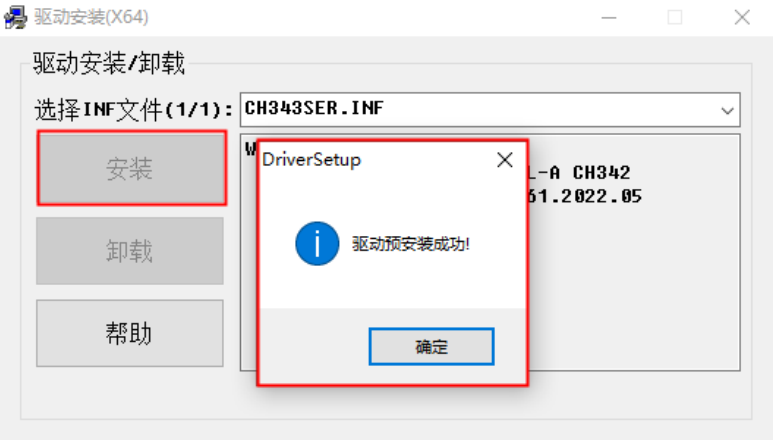 驱动安装(X64)
驱动安装/卸载
选择INF文件(1/1):
CH343SER.INF
安装
卸载
帮助
L-A CH342
61.2022.05
DriverSetup
驱动预安装成功!
确定